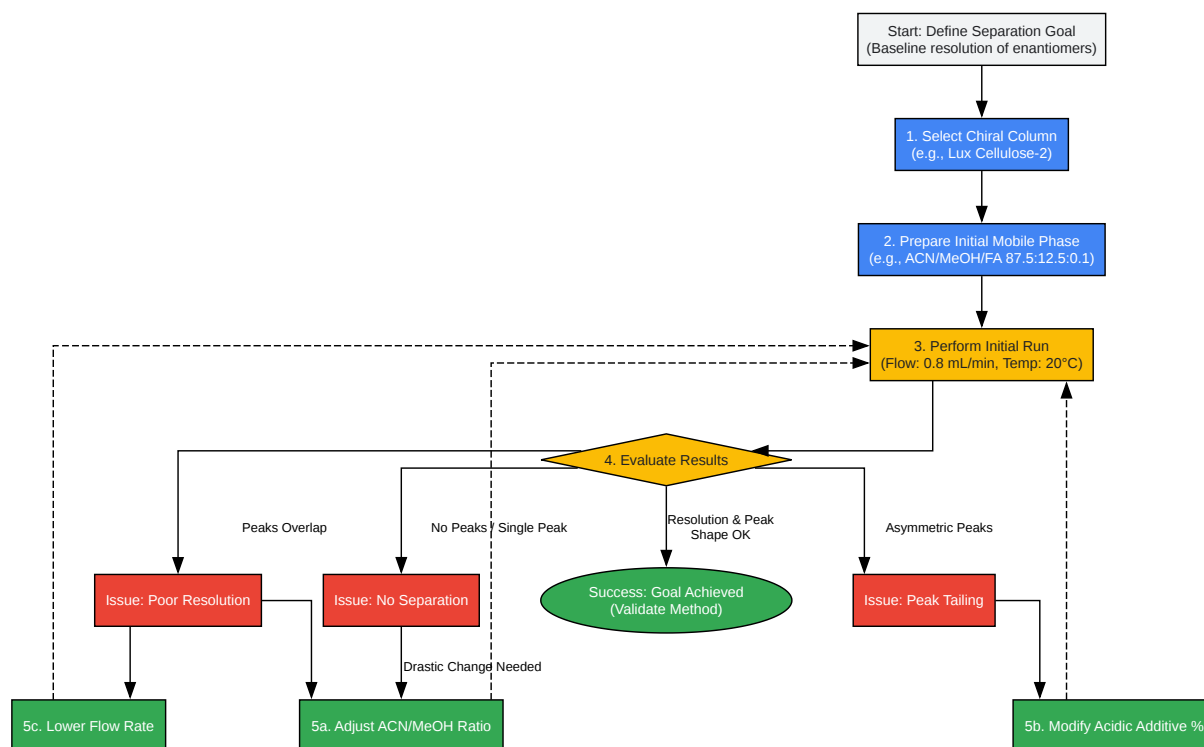 Start: Define Separation Goal
(Baseline resolution of enantiomers)
1. Select Chiral Column
(e.g., Lux Cellulose-2)
2. Prepare Initial Mobile Phase
(e.g., ACN/MeOH/FA 87.5:12.5:0.1)
3. Perform Initial Run
(Flow: 0.8 mL/min, Temp: 20°C)
4. Evaluate Results
Peaks Overlap
No Peaks / Single Peak
Resolution & Peak
Shape OK
Asymmetric Peaks
Issue: Poor Resolution
Issue: No Separation
Success: Goal Achieved
(Validate Method)
Issue: Peak Tailing
Drastic Change Needed
5c. Lower Flow Rate
5a. Adjust ACN/MeOH Ratio
5b. Modify Acidic Additive %